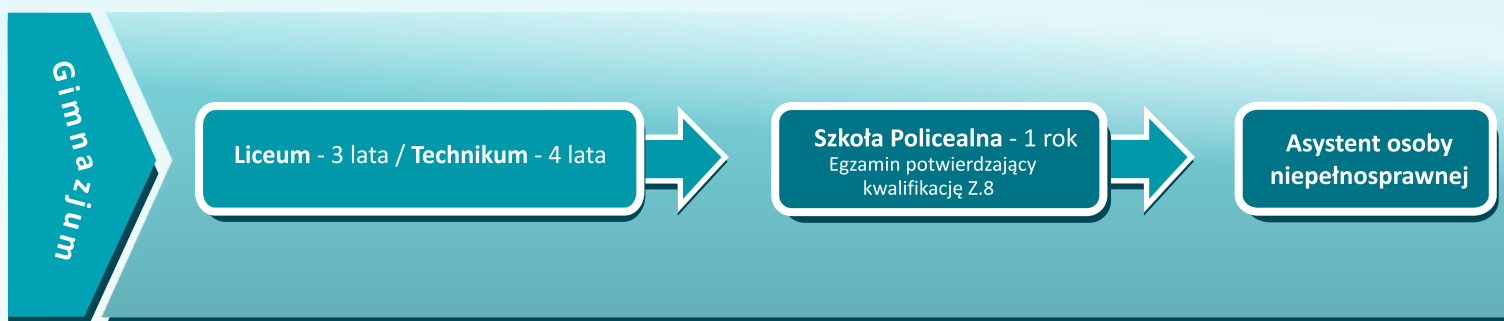 Gimnazjum
Liceum - 3 lata / Technikum - 4 lata
Szkoła Policealna - 1 rok
Egzamin potwierdzający
kwalifikację Z.8
Asystent osoby
niepełnosprawnej